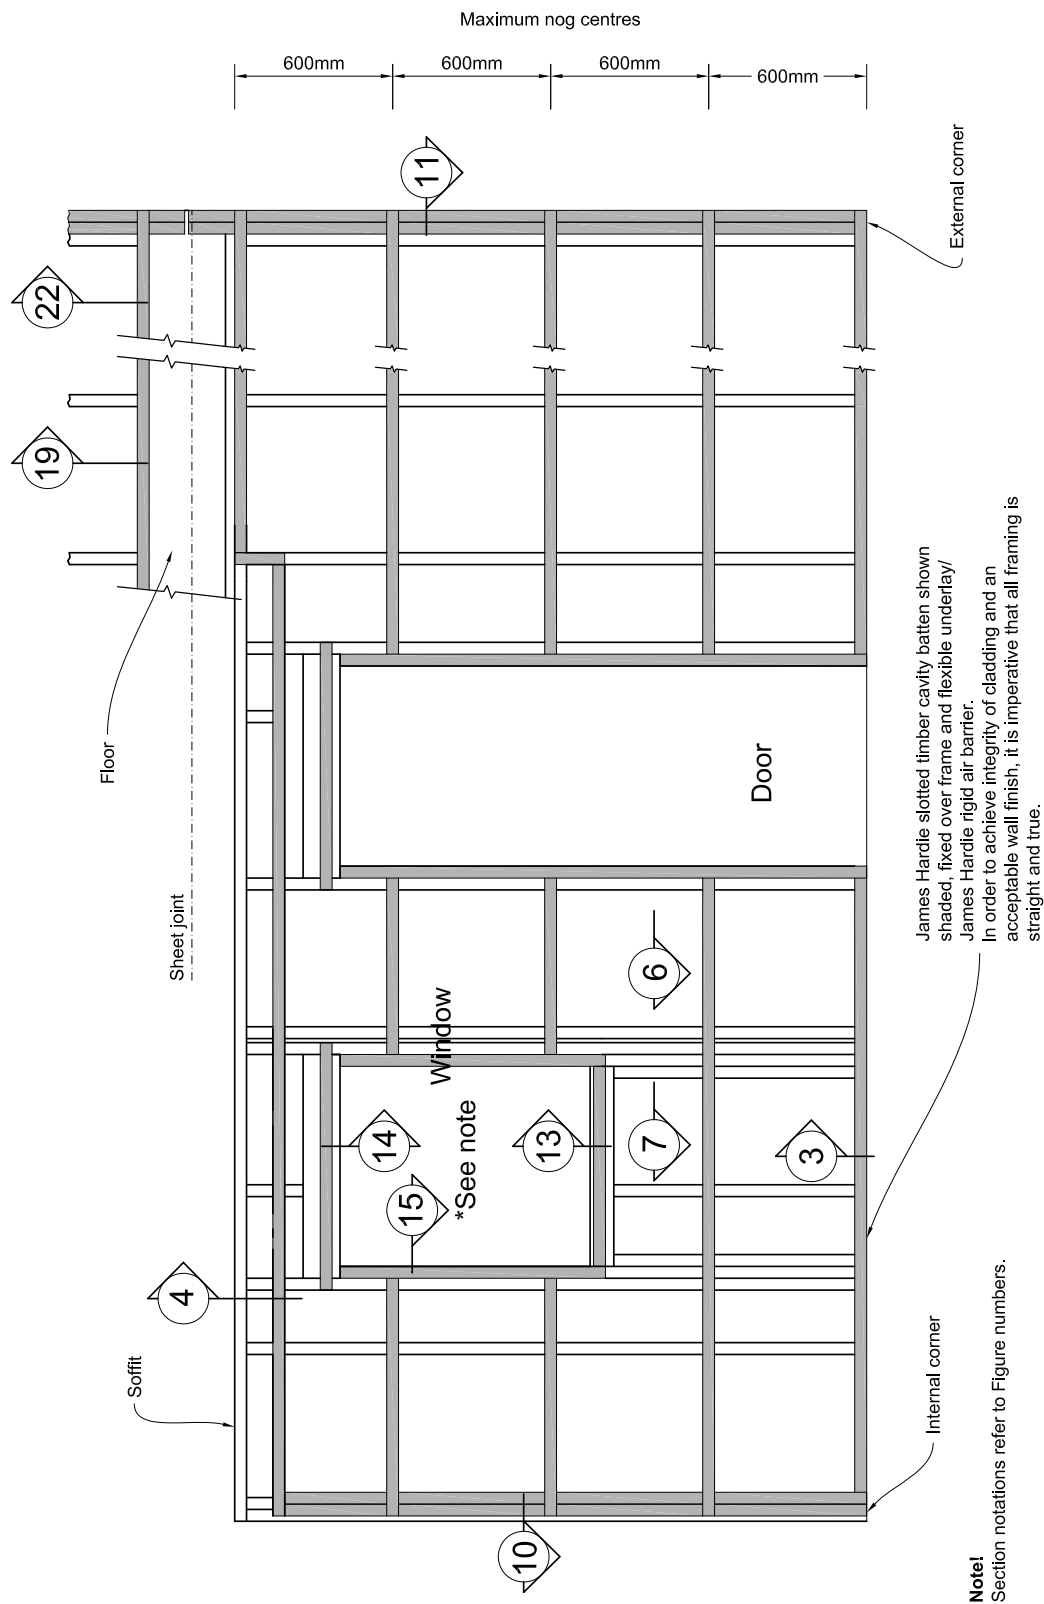 Maximum nog centres
600mm
600mm
600mm
600mm
22
19
11
Floor
Sheet joint
Soffit
4
14
15
Window
*See note
13
7
6
3
10
Door
External corner
Internal corner
James Hardie slotted timber cavity batten shown
shaded, fixed over frame and flexible underlay/
James Hardie rigid air barrier.
In order to achieve integrity of cladding and an
acceptable wall finish, it is imperative that all framing is
straight and true.
Note!
Section notations refer to Figure numbers.